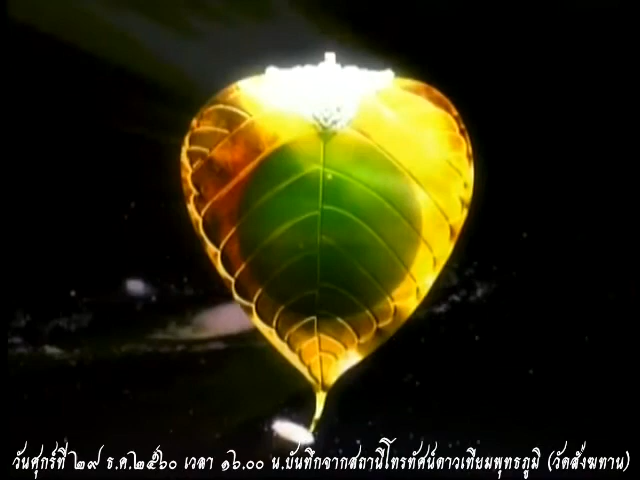 วันศุกร์ที่ ๒๙ ธ.ค.๒๕๖๐ เวลา ๑๖.๐๐ น.บันทึกจากสถานีโทรทัศน์ดาวเทียมพุทธภูมิ (วัดสังฆทาน)